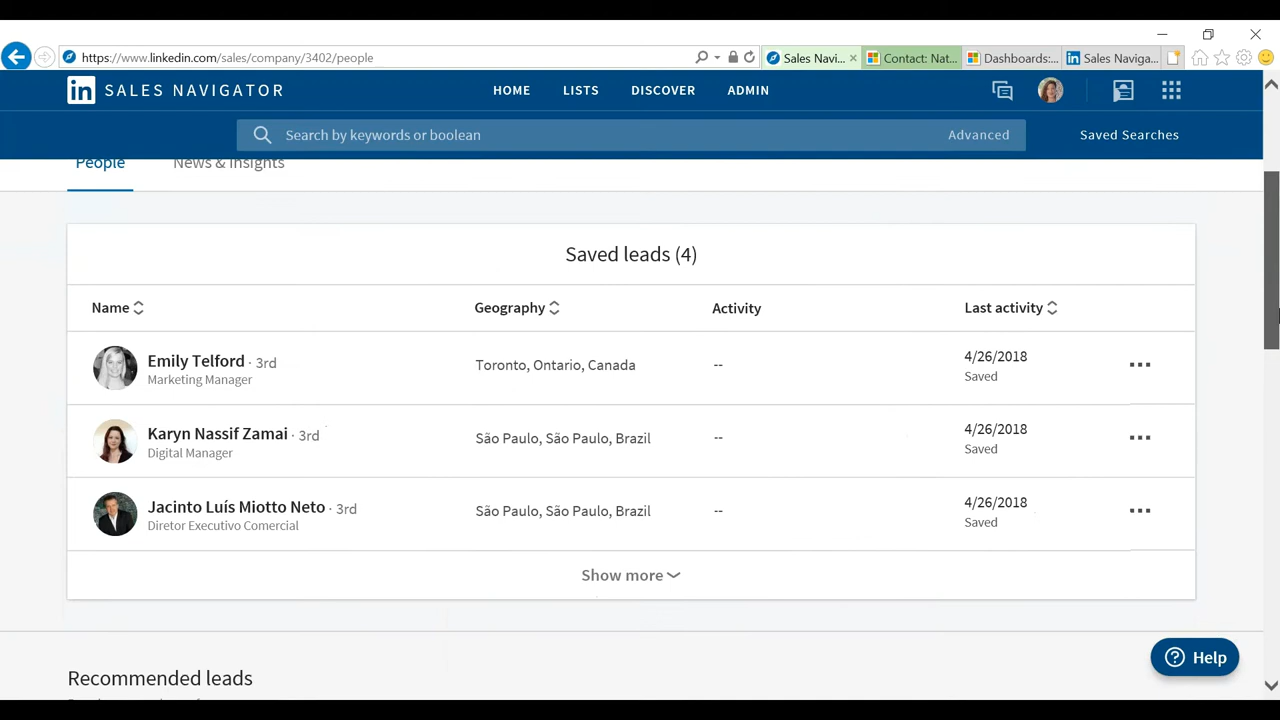 https://www.linkedin.com/sales/company/3402/people
Sales Navi...
Contact: Nat...
Dashboards:...
Sales Naviga...
in SALES NAVIGATOR
HOME
LISTS
DISCOVER
ADMIN
Search by keywords or boolean
Advanced
Saved Searches
People
News & Insights
Saved leads (4)
Name
Geography
Activity
Last activity
Emily Telford · 3rd
Marketing Manager
Toronto, Ontario, Canada
--
4/26/2018
Saved
Karyn Nassif Zamai · 3rd
Digital Manager
São Paulo, São Paulo, Brazil
--
4/26/2018
Saved
Jacinto Luís Miotto Neto · 3rd
Diretor Executivo Comercial
São Paulo, São Paulo, Brazil
--
4/26/2018
Saved
Show more
Recommended leads
Help